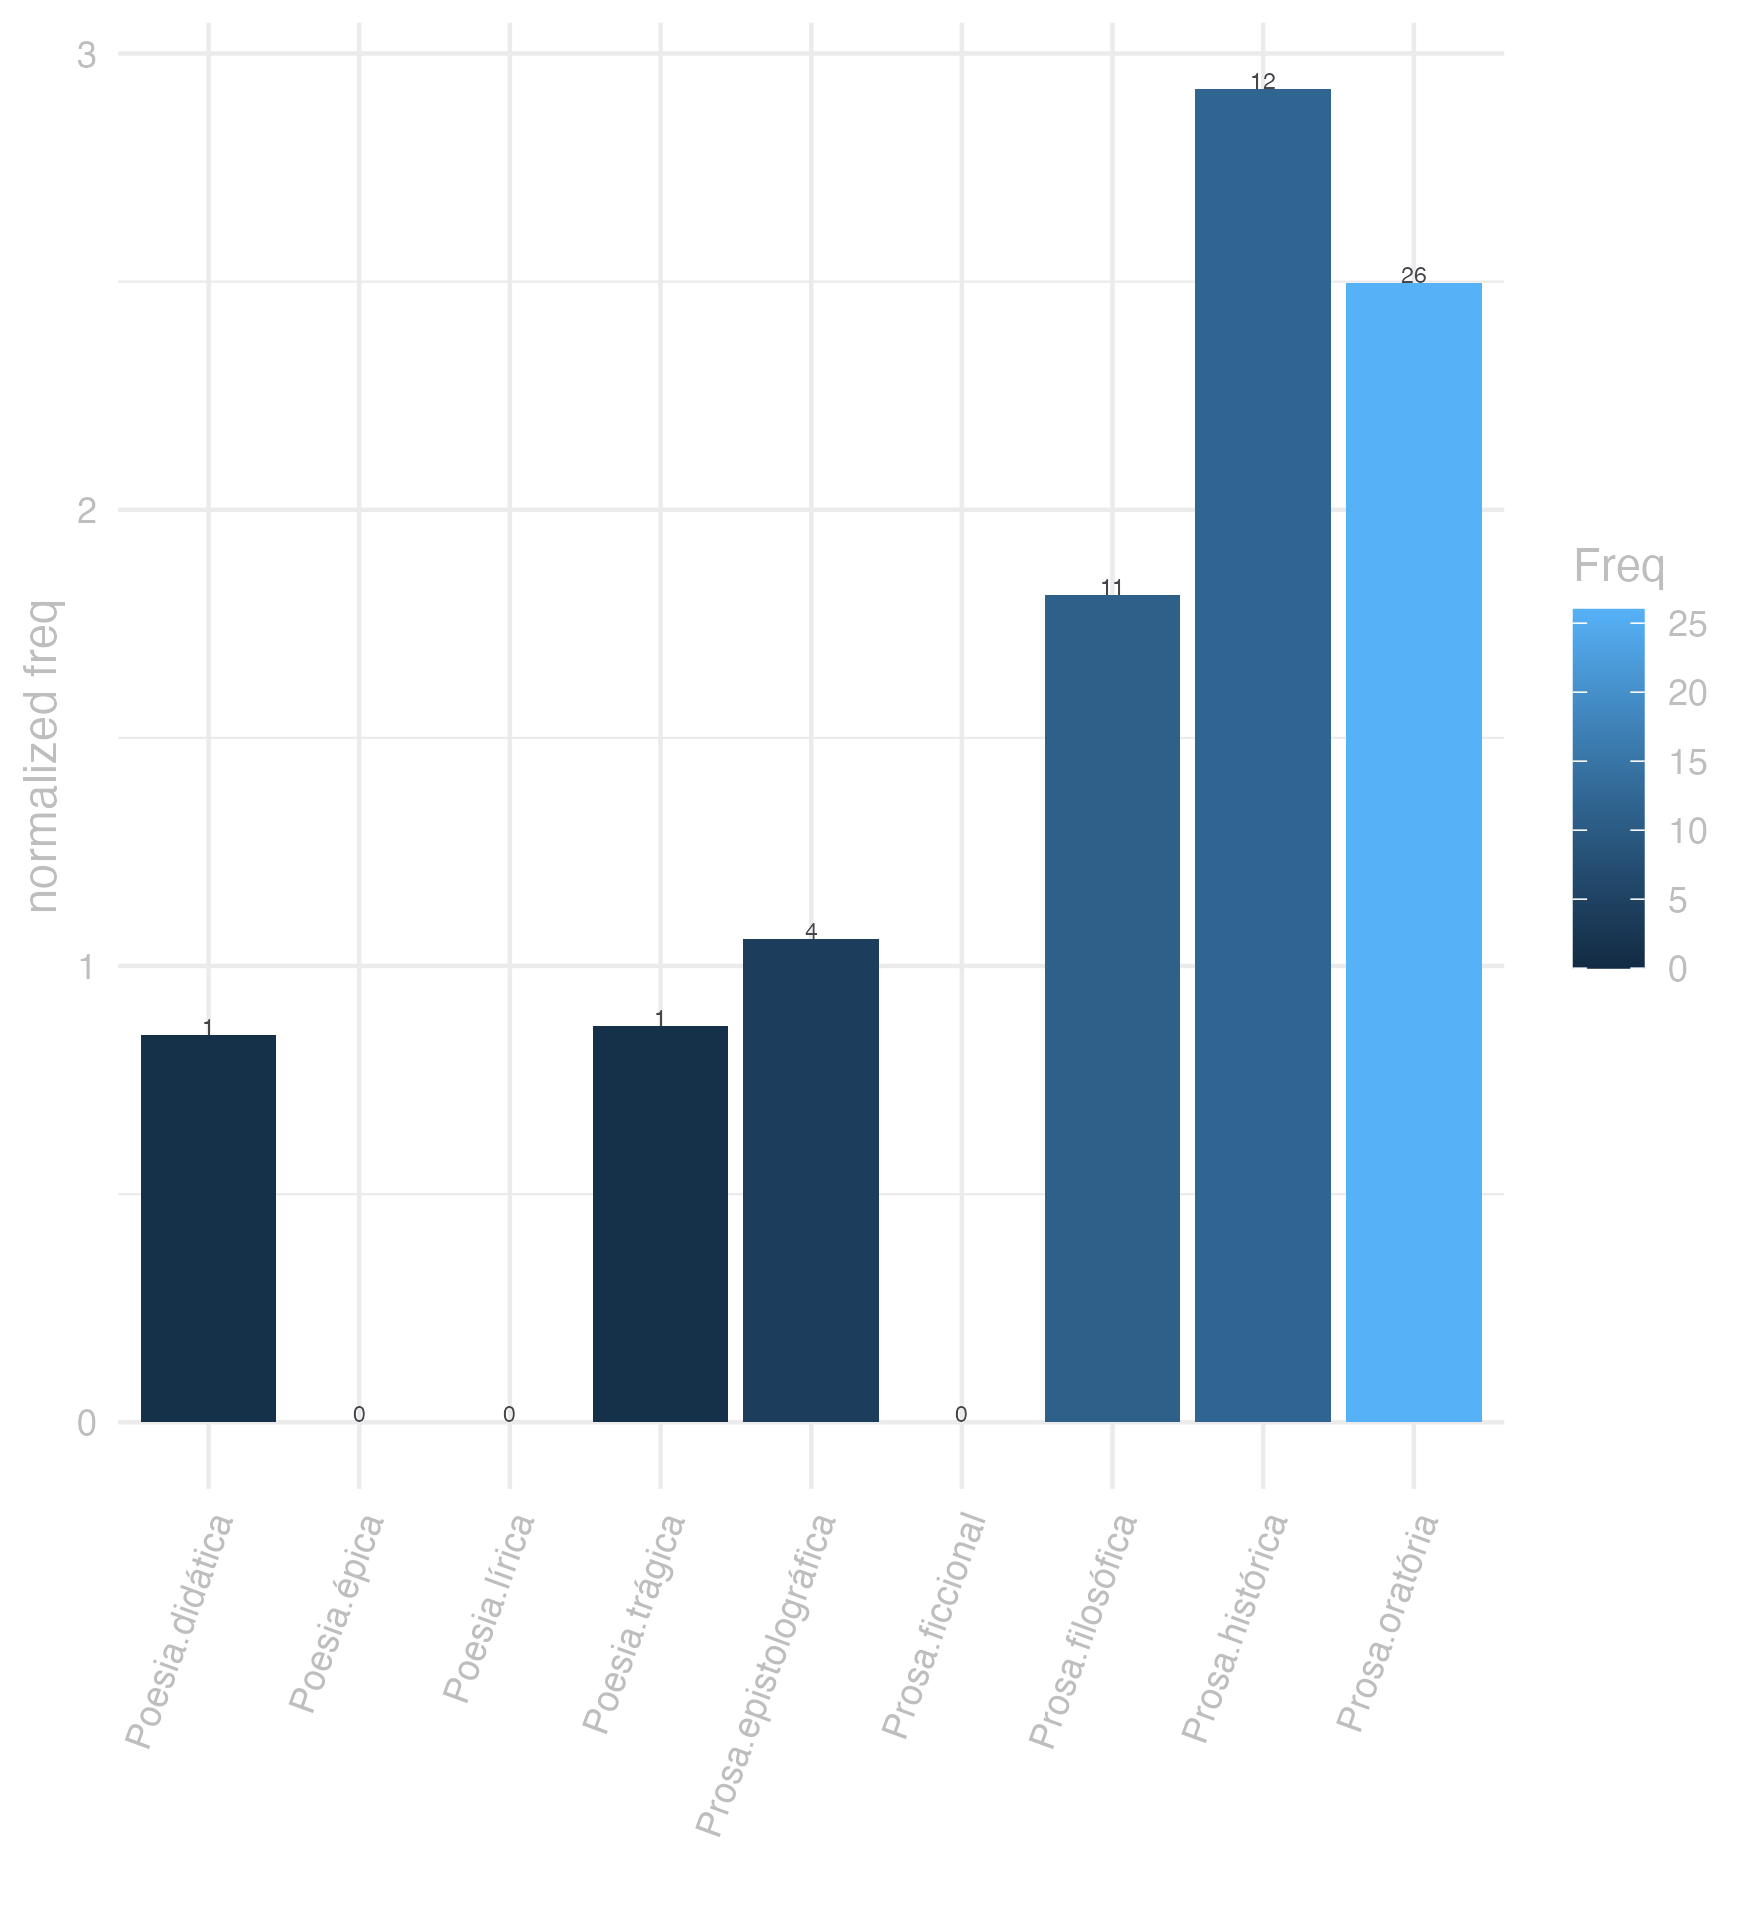 normalized freq
3
2
1
0
1
0
0
1
4
0
11
12
26
Poesia.didática
Poesia.épica
Poesia.lírica
Poesia.trágica
Prosa.epistolográfica
Prosa.ficcional
Prosa.filosófica
Prosa.histórica
Prosa.oratória
Freq
25
20
15
10
5
0